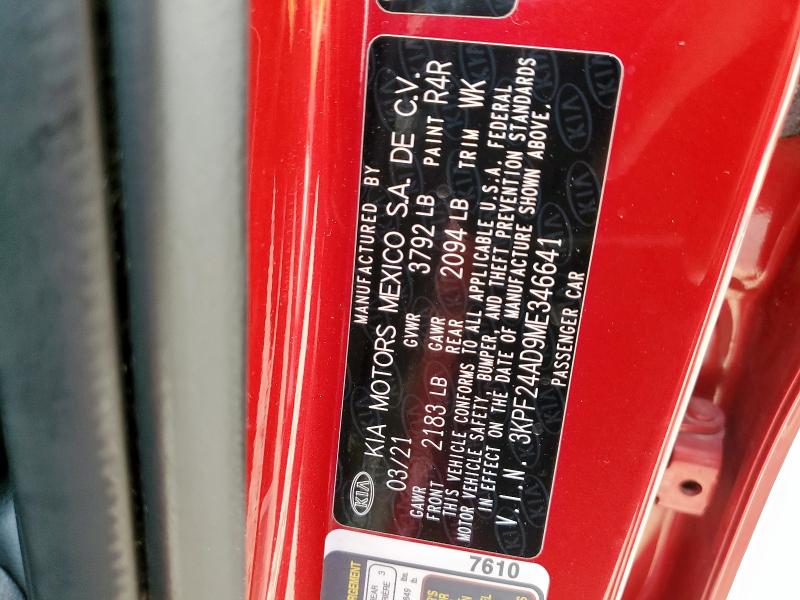 MANUFACTURED BY
KIA KIA MOTORS MEXICO S.A. DE C.V.
03/21 GVWR 3792 LB PAINT R4R
GAWR FRONT 2183 LB GAWR REAR 2094 LB TRIM WK
THIS VEHICLE CONFORMS TO ALL APPLICABLE U.S.A. FEDERAL
MOTOR VEHICLE SAFETY, BUMPER, AND THEFT PREVENTION STANDARDS
IN EFFECT ON THE DATE OF MANUFACTURE SHOWN ABOVE.
V.I.N. 3KPF24AD9ME346641
PASSENGER CAR
7610